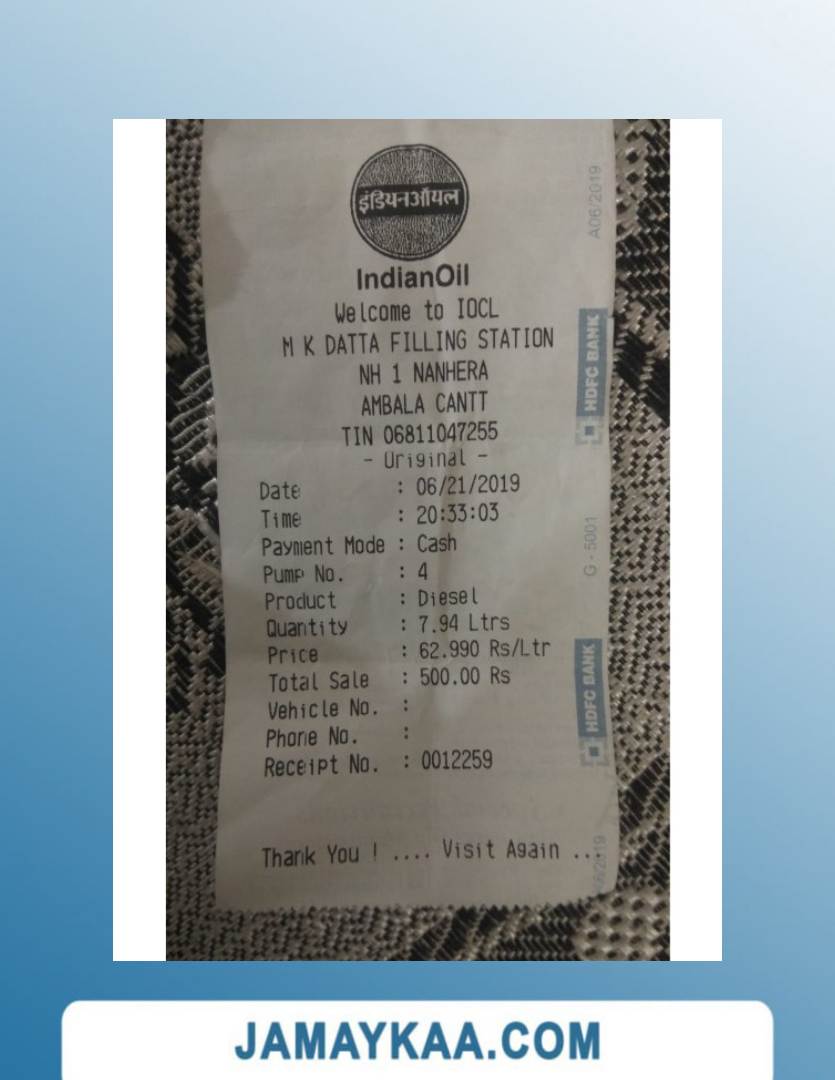 इंडियनऑयल
IndianOil
Welcome to IOCL
M K DATTA FILLING STATION
NH 1 NANHERA
AMBALA CANTT
TIN 06811047255
- Original -
Date : 06/21/2019
Time : 20:33:03
Payment Mode : Cash
Pump No. : 4
Product : Diesel
Quantity : 7.94 Ltrs
Price : 62.990 Rs/Ltr
Total Sale : 500.00 Rs
Vehicle No. :
Phone No. :
Receipt No. : 0012259
Thank You ! .... Visit Again ...
A06/2019
HDFC BANK
G - 5001
HDFC BANK
JAMAYKAA.COM